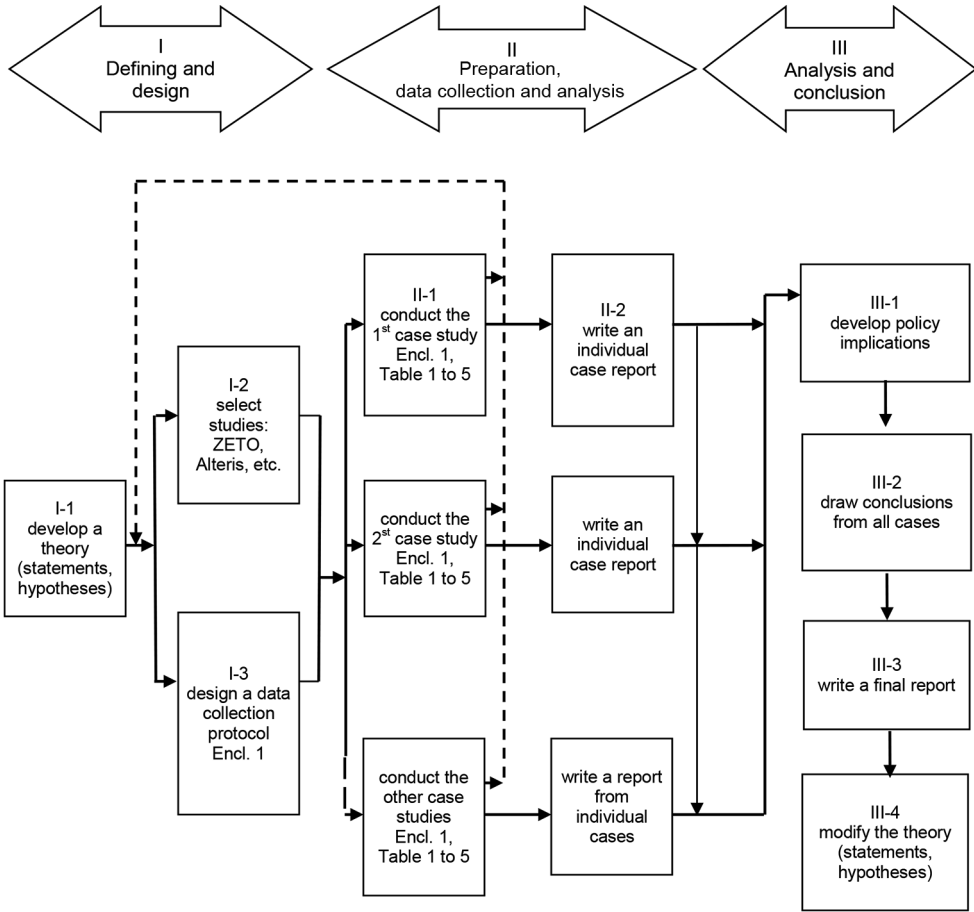 I
Defining and
design
II
Preparation,
data collection and analysis
III
Analysis and
conclusion
I-1
develop a
theory
(statements,
hypotheses)
I-2
select
studies:
ZETO,
Alteris, etc.
I-3
design a data
collection
protocol
Encl. 1
II-1
conduct the
1st case study
Encl. 1,
Table 1 to 5
conduct the
2st case study
Encl. 1,
Table 1 to 5
conduct the
other case
studies
Encl. 1,
Table 1 to 5
II-2
write an
individual
case report
write an
individual
case report
write a report
from
individual
cases
III-1
develop policy
implications
III-2
draw conclusions
from all cases
III-3
write a final report
III-4
modify the theory
(statements,
hypotheses)